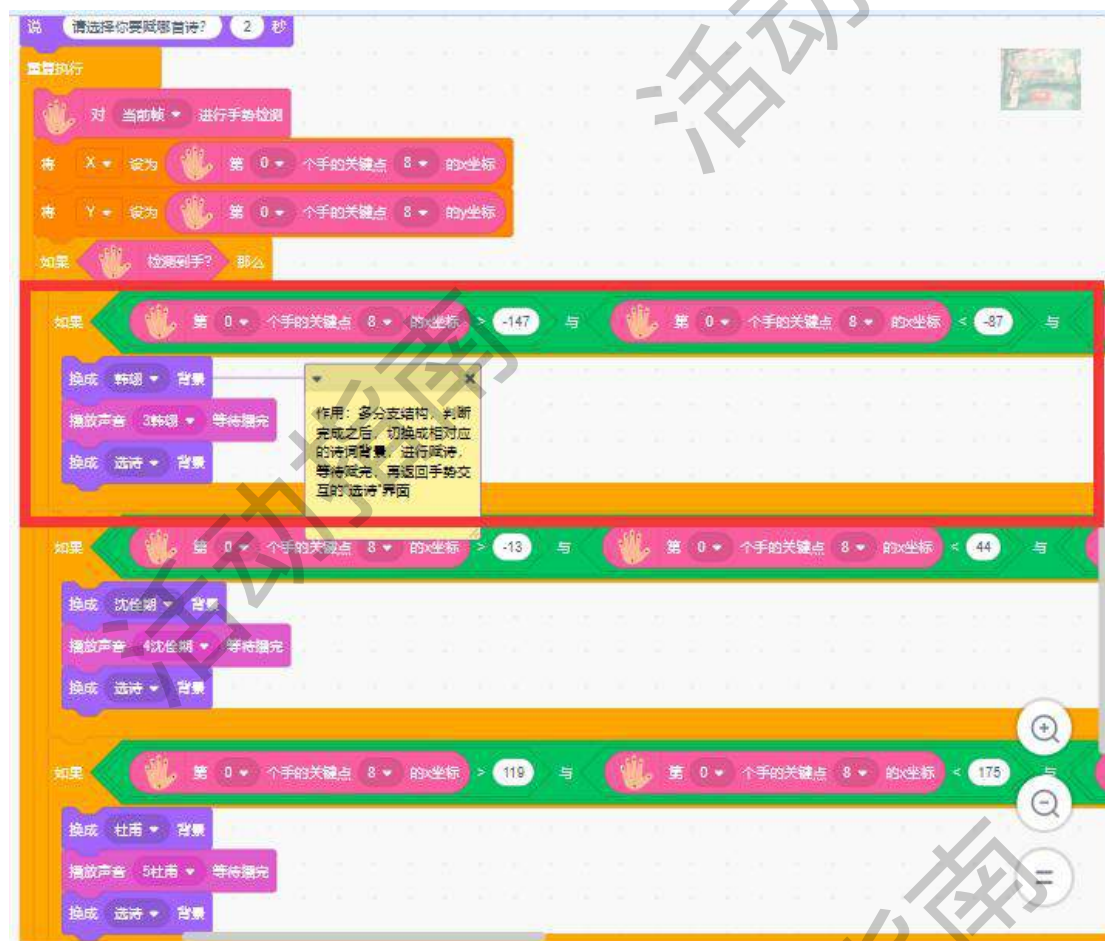 说 请选择你要赋哪首诗? 2 秒
重复执行
对 当前帧 进行手势检测
将 X 设为 第 0 个手的关键点 8 的x坐标
将 Y 设为 第 0 个手的关键点 8 的y坐标
如果 检测到手? 那么
如果 第 0 个手的关键点 8 的x坐标 > -147 与 第 0 个手的关键点 8 的x坐标 < -87 与
换成 韩翃 背景
播放声音 3韩翃 等待播完
换成 选诗 背景
作用：多分支结构，判断
完成之后，切换成相对应
的诗词背景，进行赋诗，
等待赋完，再返回手势交
互的“选诗”界面
如果 第 0 个手的关键点 8 的x坐标 > -13 与 第 0 个手的关键点 8 的x坐标 < 44 与
换成 沈佺期 背景
播放声音 4沈佺期 等待播完
换成 选诗 背景
如果 第 0 个手的关键点 8 的x坐标 > 119 与 第 0 个手的关键点 8 的x坐标 < 175 与
换成 杜甫 背景
播放声音 5杜甫 等待播完
换成 选诗 背景
活动
活动指南
指南